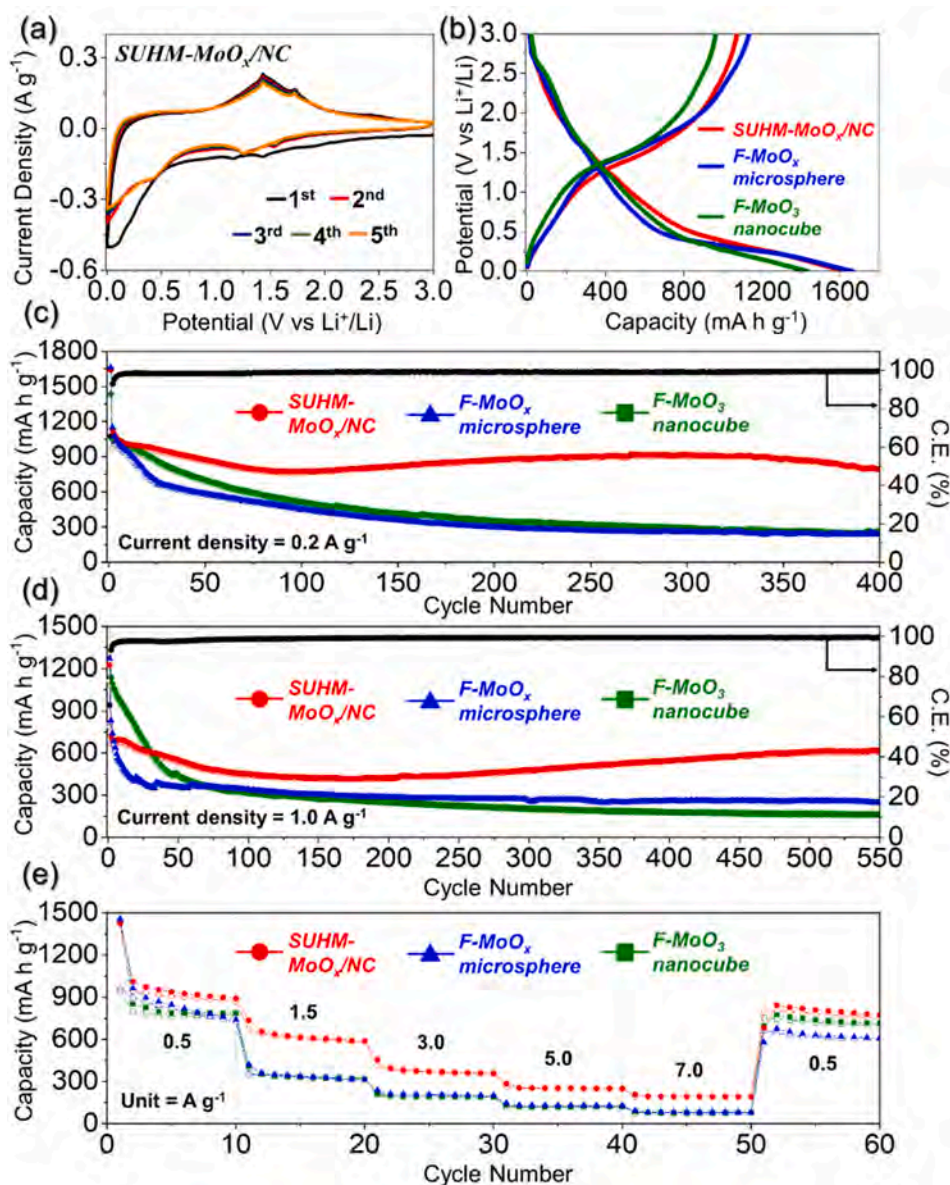 (a)
SUHM-MoOₓ/NC
Current Density (A g⁻¹)
0.3
0.0
-0.3
-0.6
1ˢᵗ 2ⁿᵈ
3ʳᵈ 4ᵗʰ 5ᵗʰ
0.0 0.5 1.0 1.5 2.0 2.5 3.0
Potential (V vs Li⁺/Li)
(b)
Potential (V vs Li⁺/Li)
3.0
2.5
2.0
1.5
1.0
0.5
0.0
SUHM-MoOₓ/NC
F-MoOₓ
microsphere
F-MoO₃
nanocube
0 400 800 1200 1600
Capacity (mA h g⁻¹)
(c)
Capacity (mA h g⁻¹)
1800
1500
1200
900
600
300
0
SUHM-
MoOₓ/NC
F-MoOₓ
microsphere
F-MoO₃
nanocube
Current density = 0.2 A g⁻¹
100
80
60
40
20
0
C.E. (%)
0 50 100 150 200 250 300 350 400
Cycle Number
(d)
Capacity (mA h g⁻¹)
1500
1200
900
600
300
0
SUHM-
MoOₓ/NC
F-MoOₓ
microsphere
F-MoO₃
nanocube
Current density = 1.0 A g⁻¹
100
80
60
40
20
0
C.E. (%)
0 50 100 150 200 250 300 350 400 450 500 550
Cycle Number
(e)
Capacity (mA h g⁻¹)
1500
1200
900
600
300
0
SUHM-
MoOₓ/NC
F-MoOₓ
microsphere
F-MoO₃
nanocube
0.5
1.5
3.0
5.0
7.0
0.5
Unit = A g⁻¹
0 10 20 30 40 50 60
Cycle Number